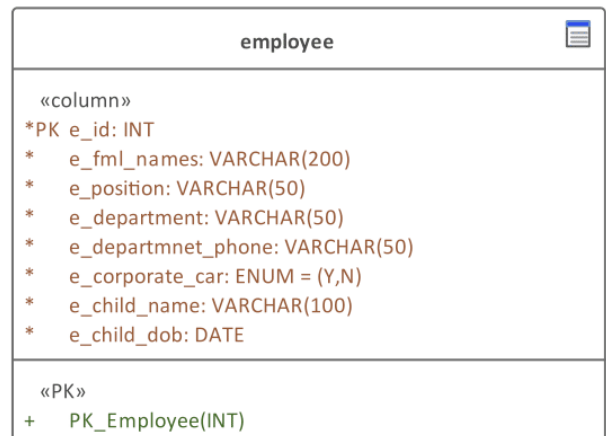 employee
«column»
*PK e_id: INT
* e_fml_names: VARCHAR(200)
* e_position: VARCHAR(50)
* e_department: VARCHAR(50)
* e_departmnet_phone: VARCHAR(50)
* e_corporate_car: ENUM = (Y,N)
* e_child_name: VARCHAR(100)
* e_child_dob: DATE
«PK»
+ PK_Employee(INT)